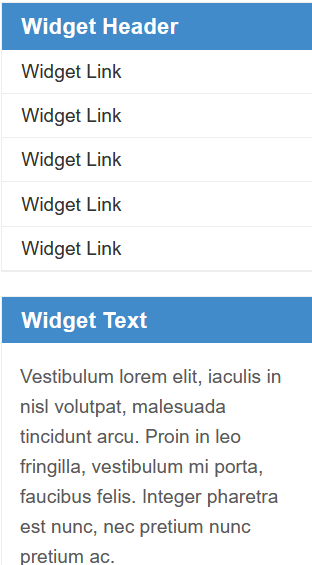 Widget Header
Widget Link
Widget Link
Widget Link
Widget Link
Widget Link
Widget Text
Vestibulum lorem elit, iaculis in
nisl volutpat, malesuada
tincidunt arcu. Proin in leo
fringilla, vestibulum mi porta,
faucibus felis. Integer pharetra
est nunc, nec pretium nunc
pretium ac.